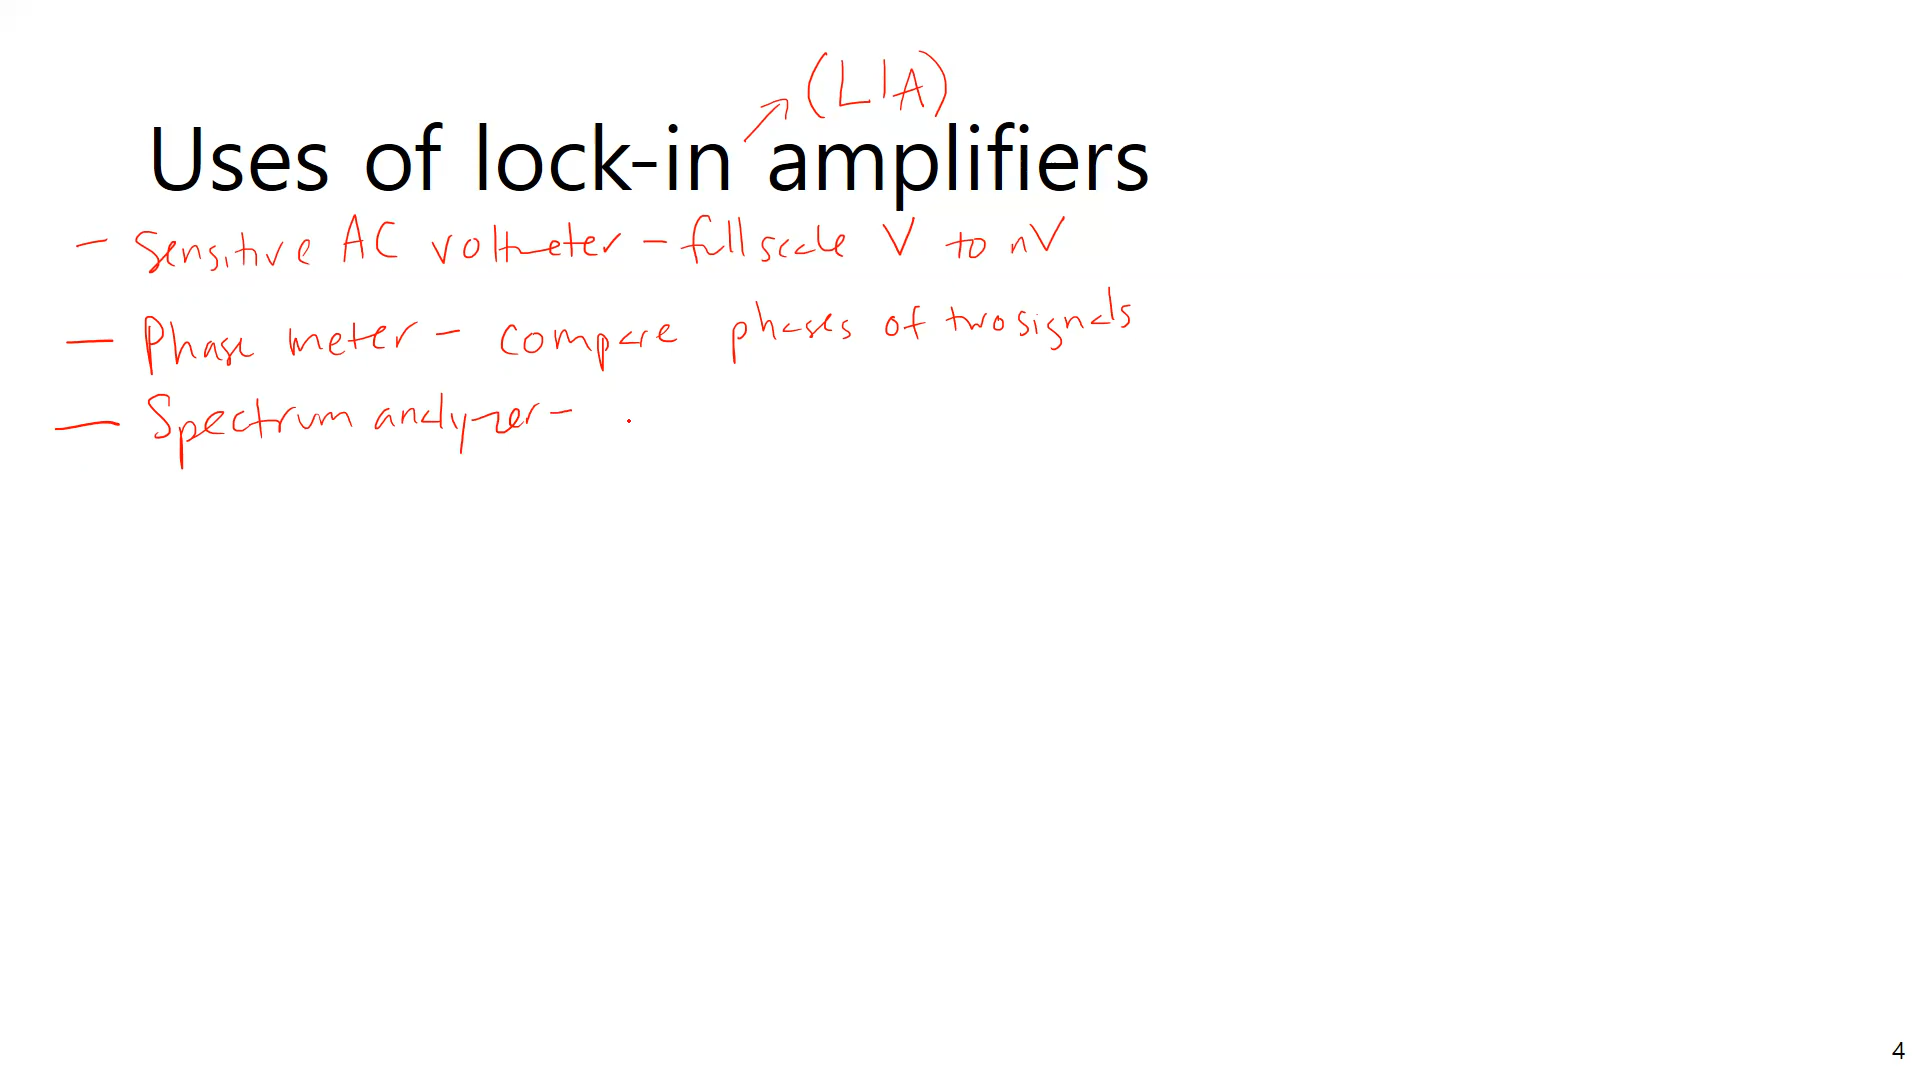 (LIA)
Uses of lock-in amplifiers
- Sensitive AC voltmeter - full scale V to nV
- Phase meter - compare phases of two signals
- Spectrum analyzer -
4